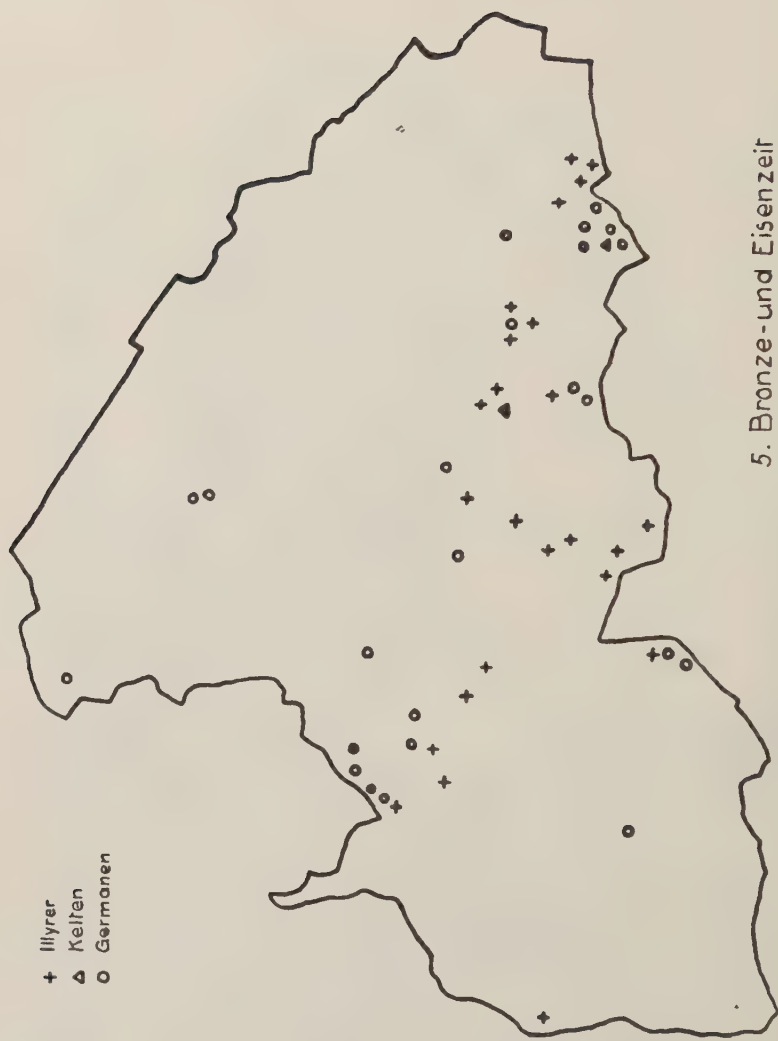 + Illyrer
▵ Kelten
o Germanen
5. Bronze-und Eisenzeit